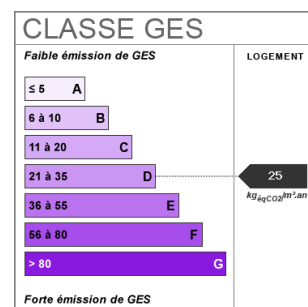 CLASSE GES
Faible émission de GES
LOGEMENT
≤ 5 A
6 à 10 B
11 à 20 C
21 à 35 D
25
kgéqCO2/m².an
36 à 55 E
56 à 80 F
> 80 G
Forte émission de GES